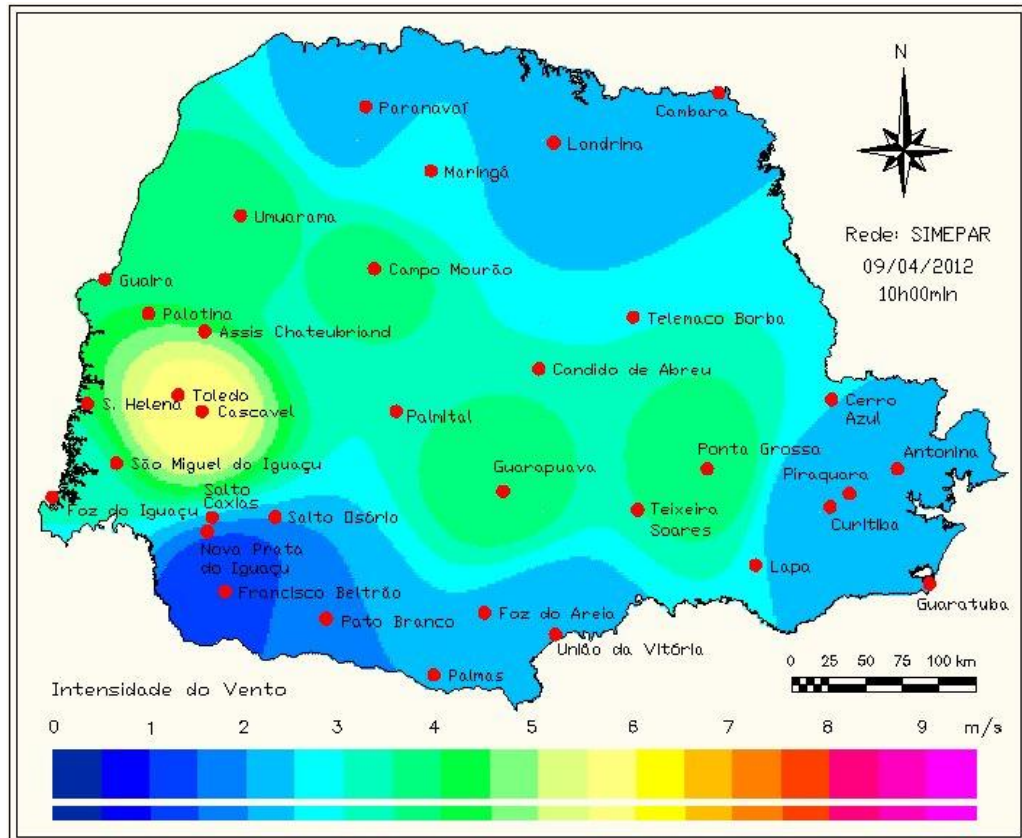 N
Rede: SIMEPAR
09/04/2012
10h00min
Paranavaí
Cambara
Londrina
Maringá
Umuarama
Campo Mourão
Guaíra
Palotina
Assis Chateubriand
Telemaco Borba
Candido de Abreu
Toledo
S. Helena
Cascavel
Palmital
Cerro
Azul
Ponta Grossa
Antonina
São Miguel do Iguaçu
Guarapuava
Piraquara
Foz do Iguaçu
Salto
Caxias
Salto Osório
Teixeira
Soares
Curitiba
Nova Prata
do Iguaçu
Lapa
Francisco Beltrão
Guaratuba
Pato Branco
Foz do Areia
União da Vitória
Palmas
0 25 50 75 100 km
Intensidade do Vento
0 1 2 3 4 5 6 7 8 9 m/s